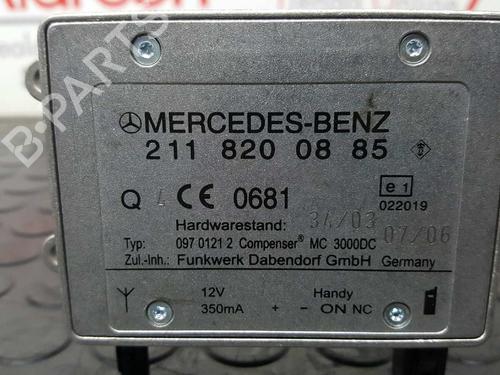 B-PARTS
MERCEDES-BENZ
211 820 08 85
Q 4 CE 0681 e1
022019
Hardwarestand: 34/03 07/06
Typ: 097 0121 2 Compenser® MC 3000DC
Zul.-Inh.: Funkwerk Dabendorf GmbH Germany
12V Handy
350mA + - ON NC